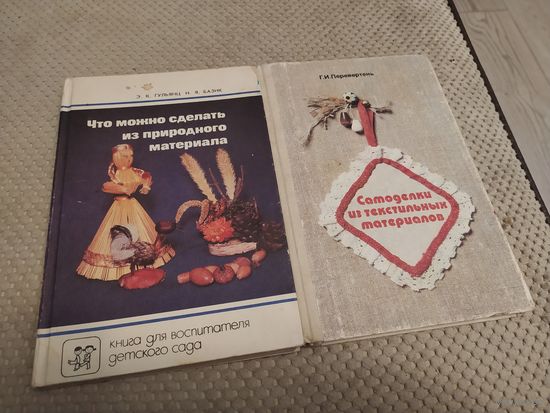 Э. К. ГУЛЬЯНЦ И. Я. БАЗИК
Что можно сделать
из природного
материала
книга для воспитателя
детского сада
Г.И.Перевертень
Самоделки
из текстильных
материалов